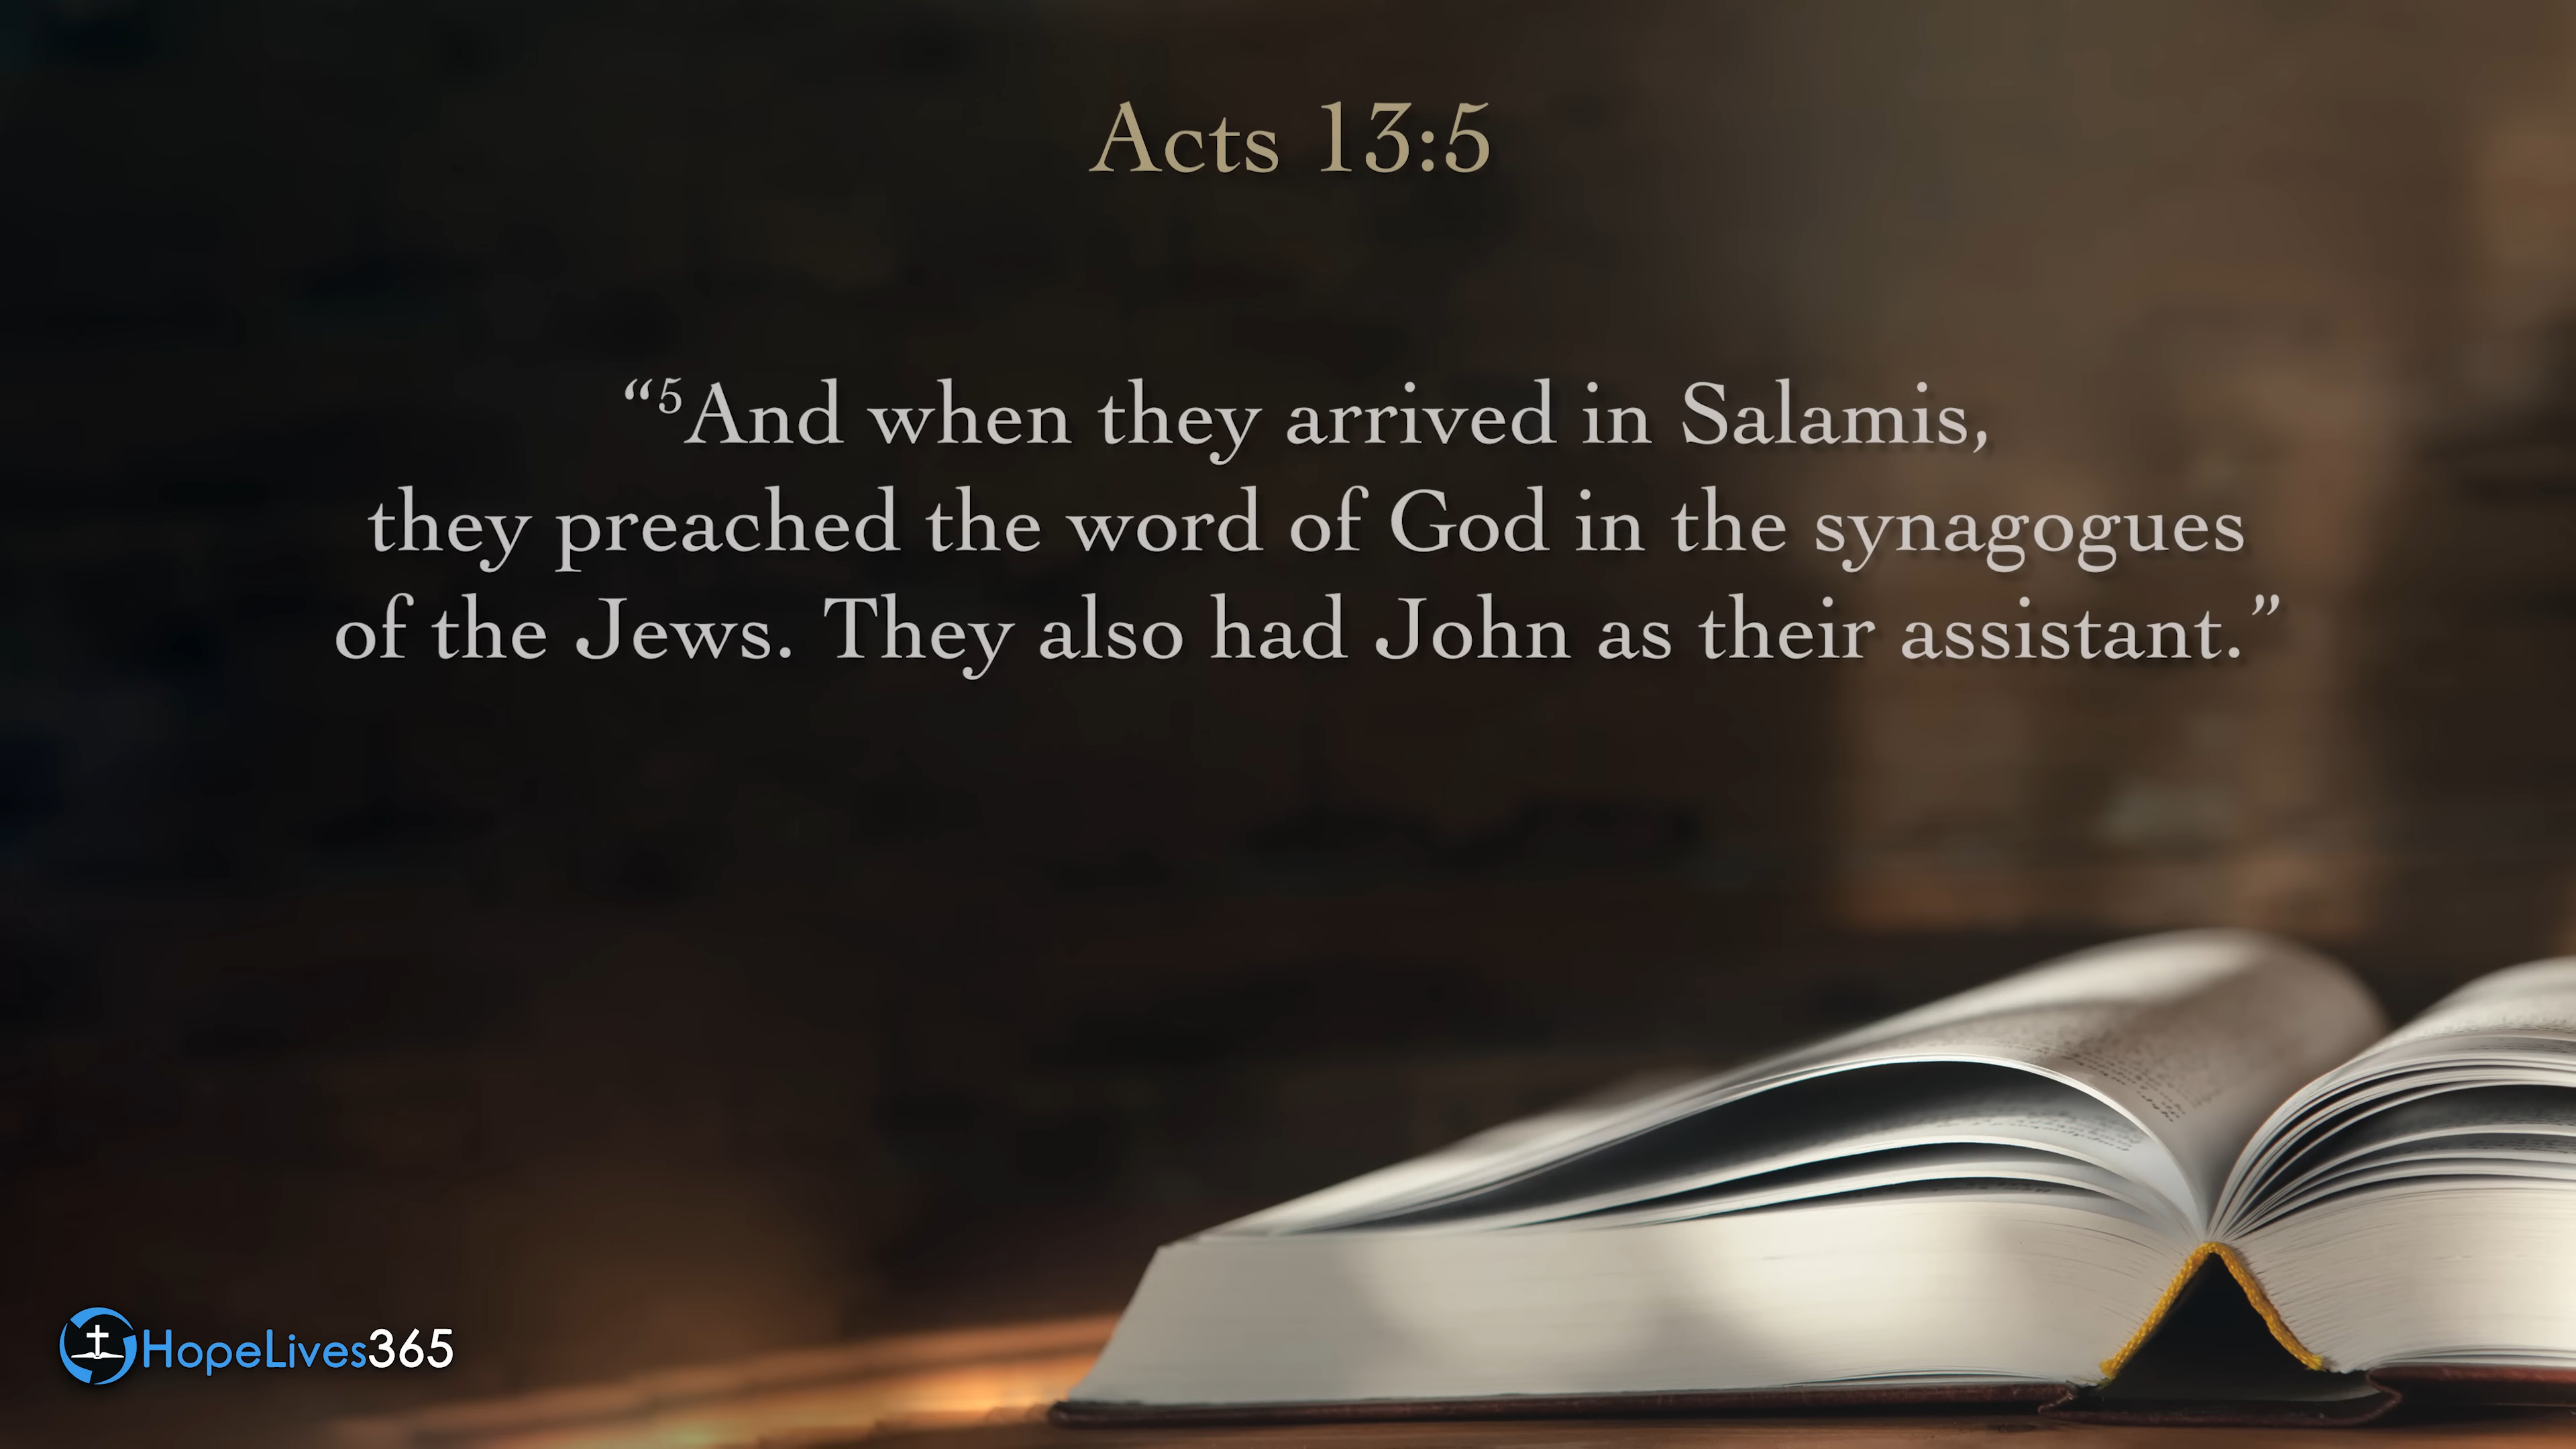 Acts 13:5
“⁵And when they arrived in Salamis,
they preached the word of God in the synagogues
of the Jews. They also had John as their assistant.”
HopeLives365